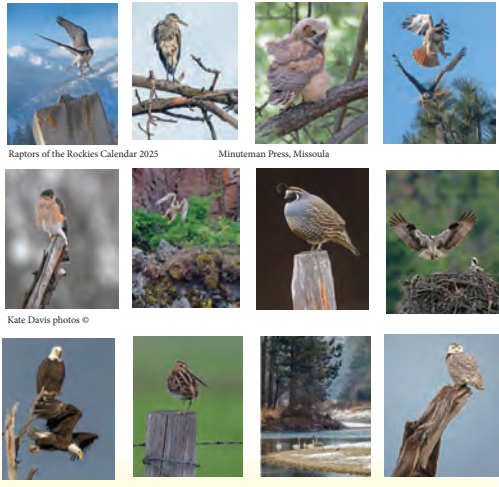 Raptors of the Rockies Calendar 2025
Minuteman Press, Missoula
Kate Davis photos ©